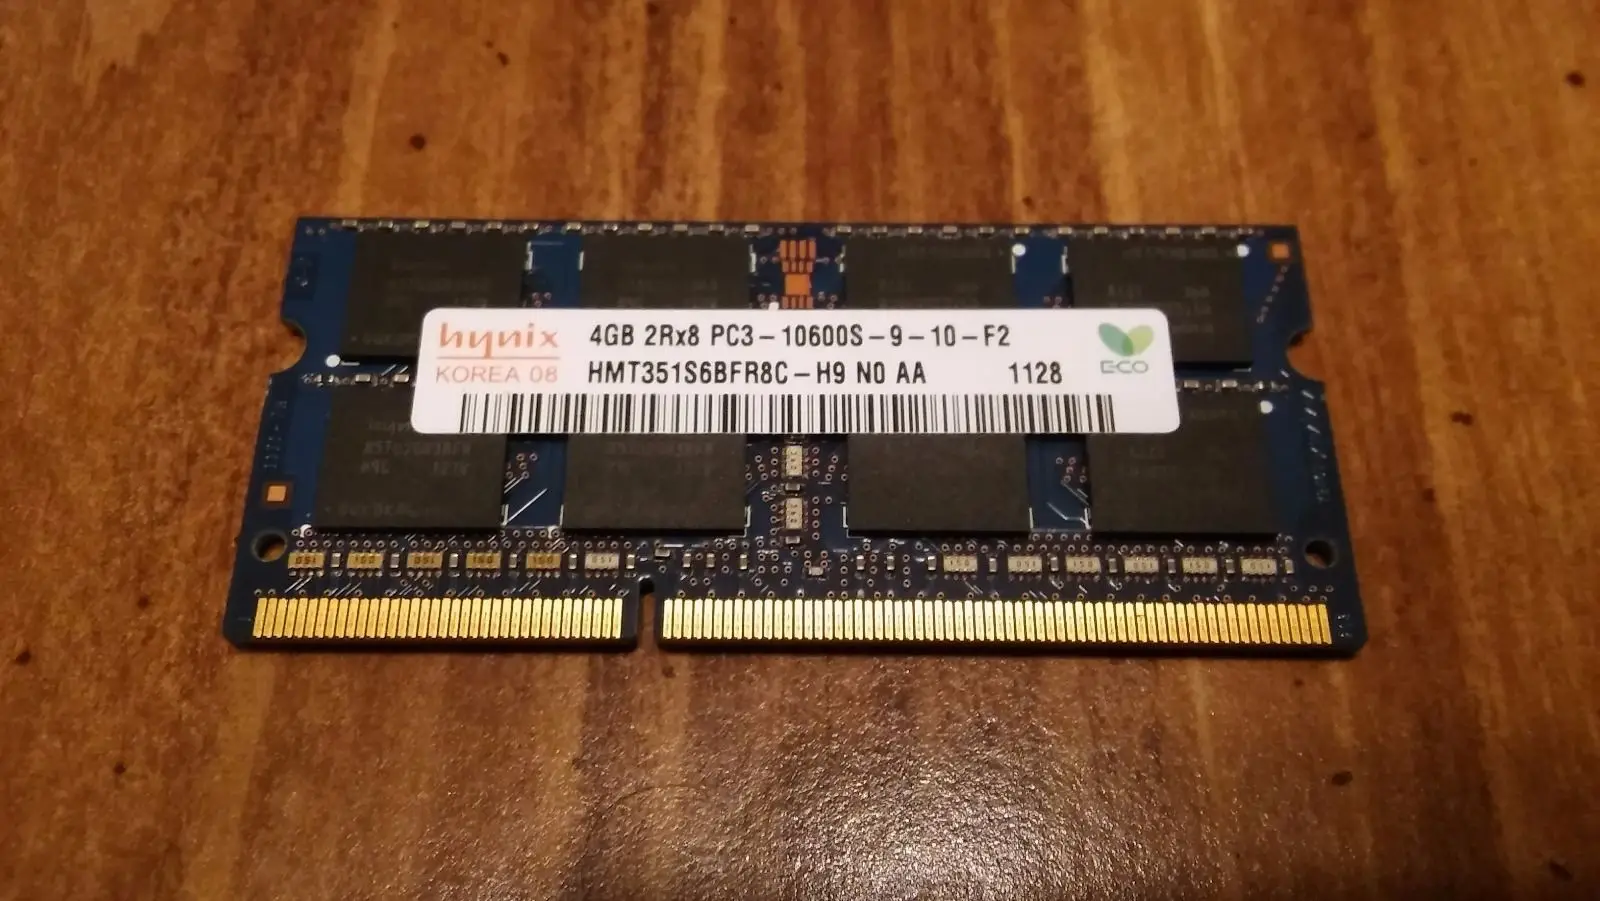 hynix
KOREA 08
4GB 2Rx8 PC3-10600S-9-10-F2
HMT351S6BFR8C-H9 N0 AA 1128
ECO